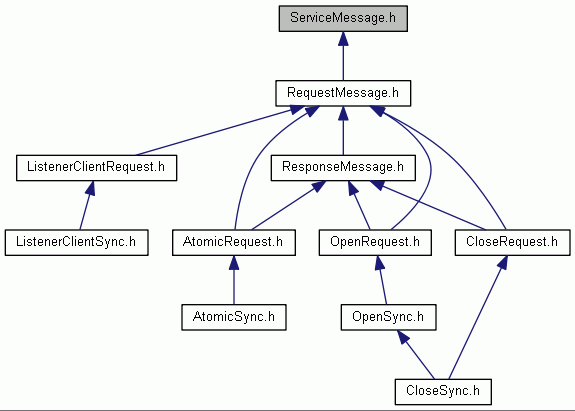 ServiceMessage.h
RequestMessage.h
ListenerClientRequest.h
ResponseMessage.h
ListenerClientSync.h
AtomicRequest.h
OpenRequest.h
CloseRequest.h
AtomicSync.h
OpenSync.h
CloseSync.h